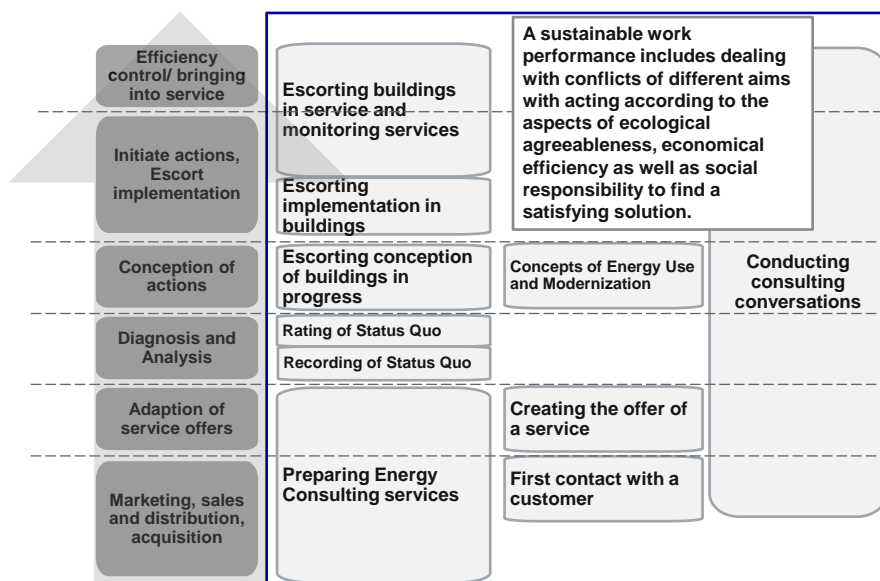 Efficiency
control/ bringing
into service
Initiate actions,
Escort
implementation
Conception of
actions
Diagnosis and
Analysis
Adaption of
service offers
Marketing, sales
and distribution,
acquisition
Escorting buildings
in service and
monitoring services
Escorting
implementation in
buildings
Escorting conception
of buildings in
progress
Rating of Status Quo
Recording of Status Quo
Preparing Energy
Consulting services
A sustainable work
performance includes dealing
with conflicts of different aims
with acting according to the
aspects of ecological
agreeableness, economical
efficiency as well as social
responsibility to find a
satisfying solution.
Concepts of Energy Use
and Modernization
Creating the offer of
a service
First contact with a
customer
Conducting
consulting
conversations